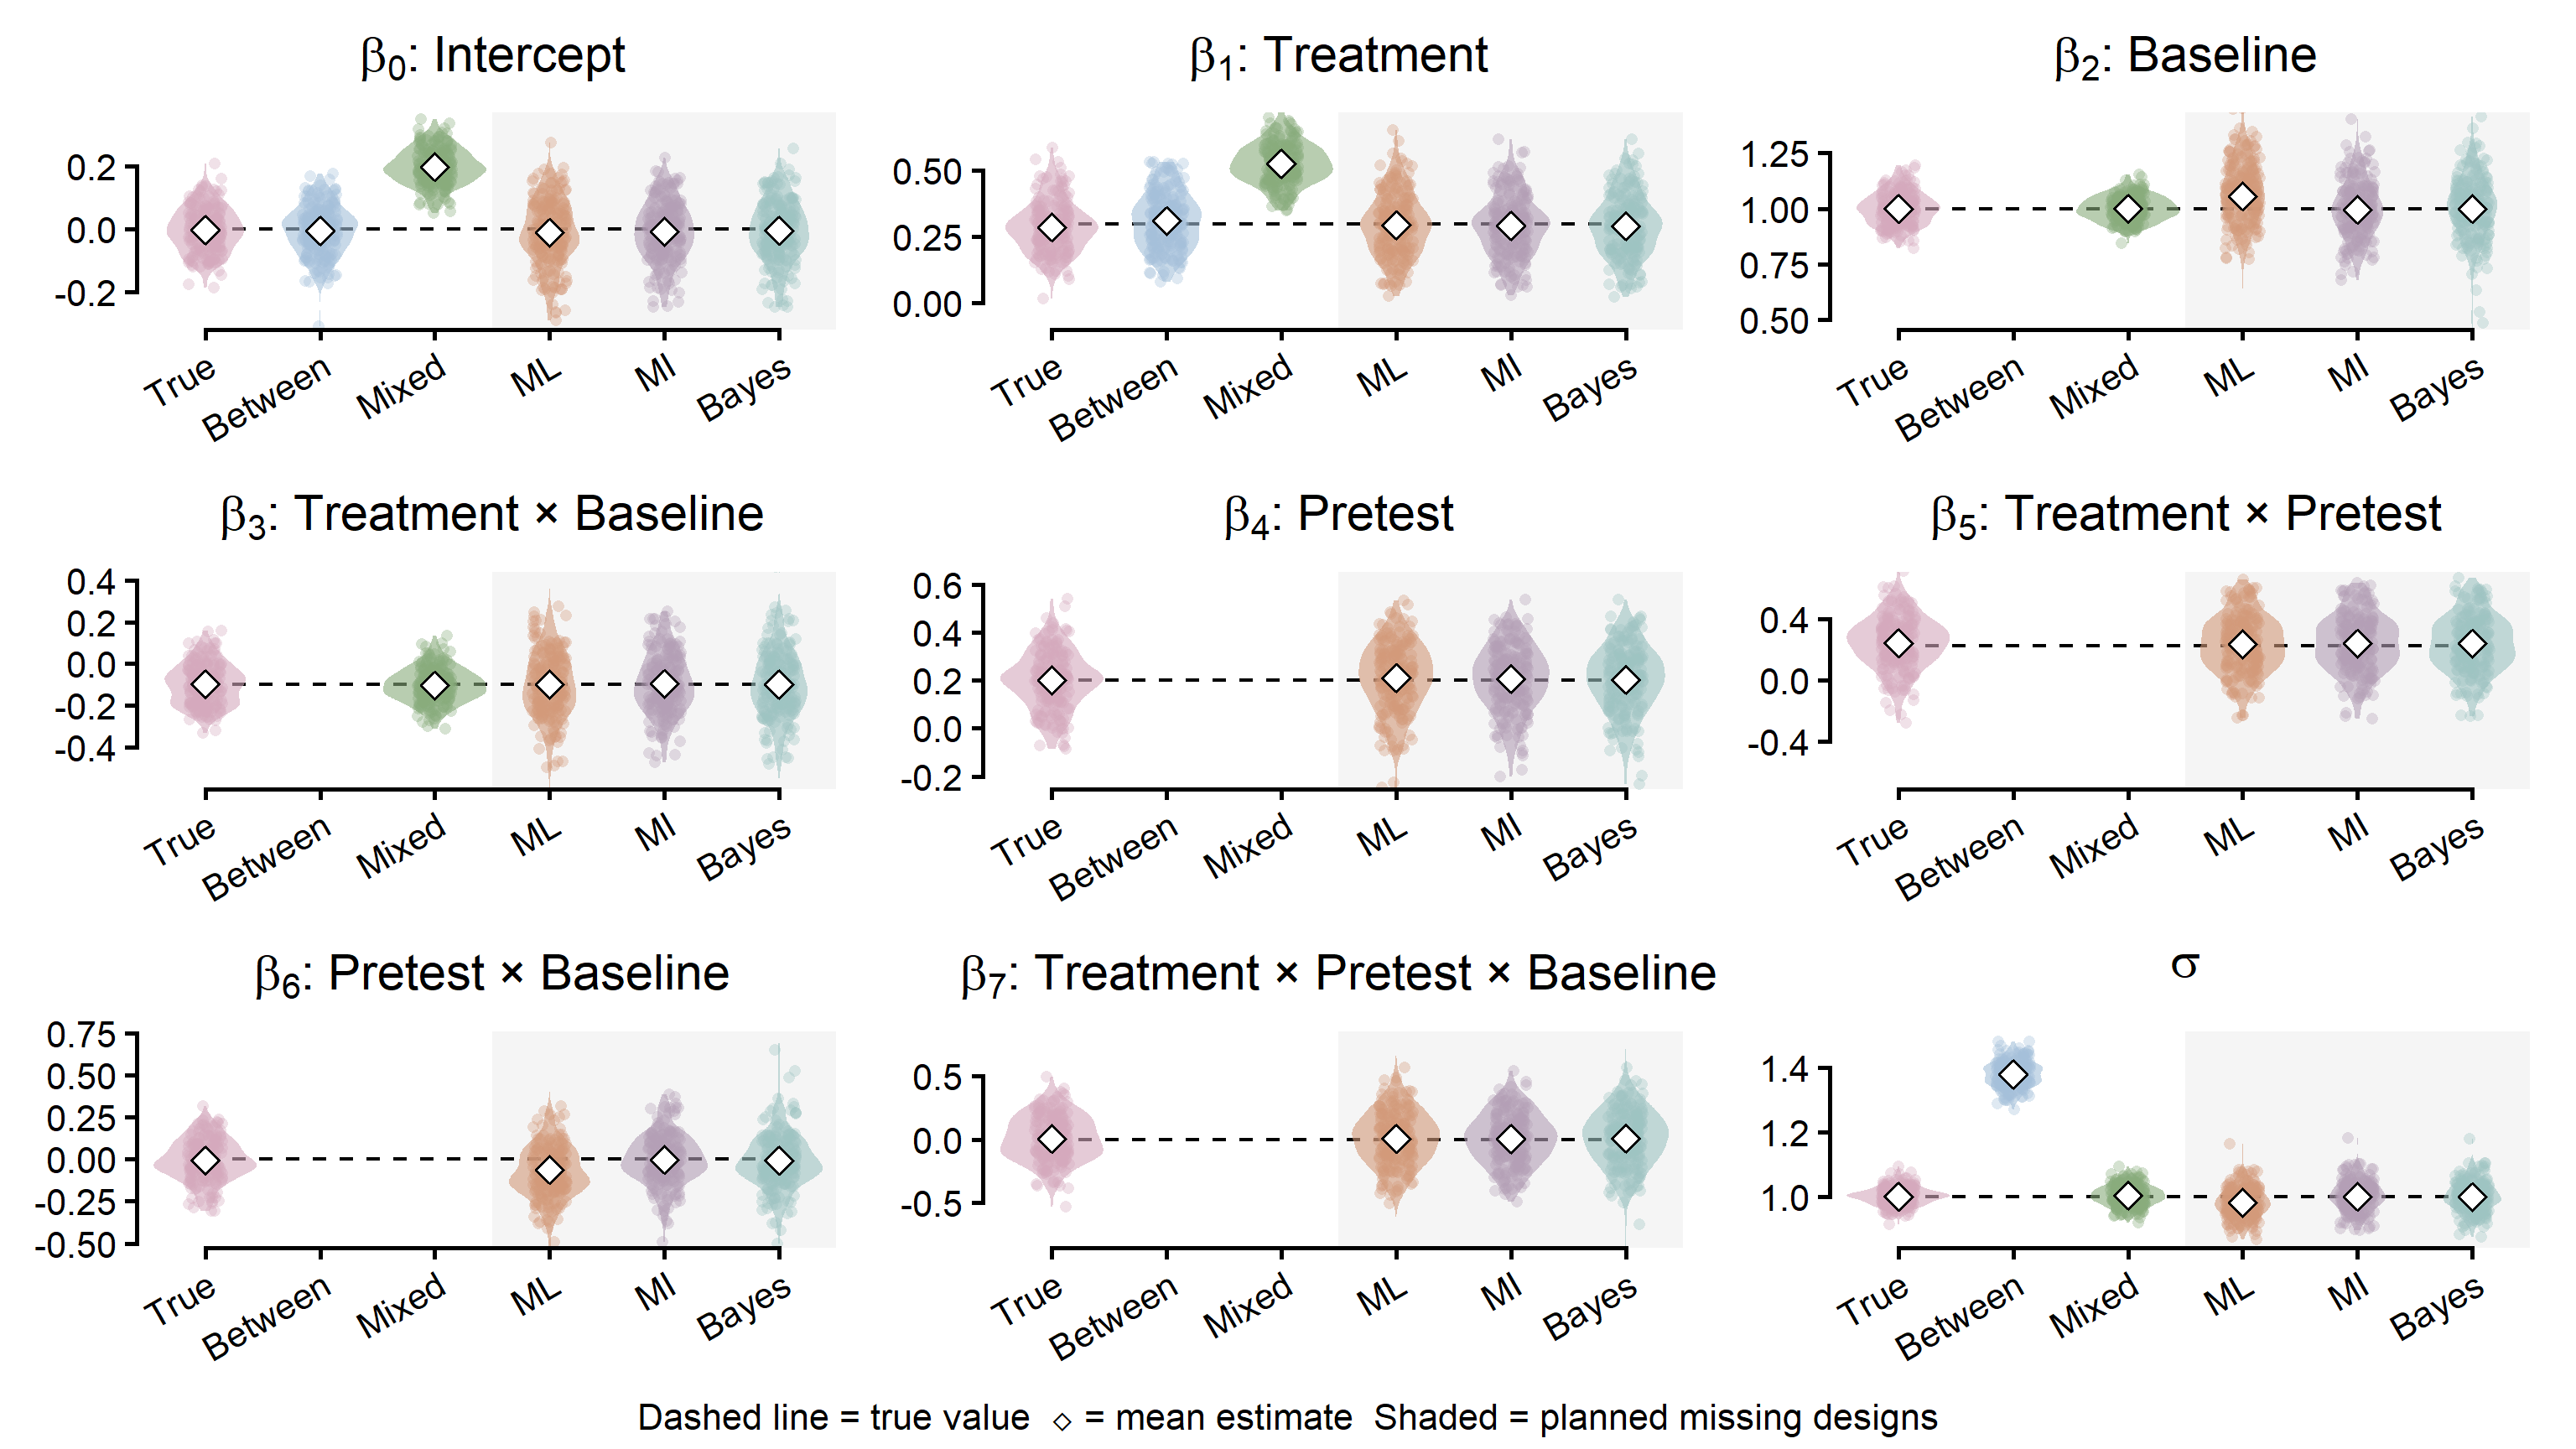 β0: Intercept
0.2
0.0
-0.2
True
Between
Mixed
ML
MI
Bayes
β1: Treatment
0.50
0.25
0.00
True
Between
Mixed
ML
MI
Bayes
β2: Baseline
1.25
1.00
0.75
0.50
True
Between
Mixed
ML
MI
Bayes
β3: Treatment × Baseline
0.4
0.2
0.0
-0.2
-0.4
True
Between
Mixed
ML
MI
Bayes
β4: Pretest
0.6
0.4
0.2
0.0
-0.2
True
Between
Mixed
ML
MI
Bayes
β5: Treatment × Pretest
0.4
0.0
-0.4
True
Between
Mixed
ML
MI
Bayes
β6: Pretest × Baseline
0.75
0.50
0.25
0.00
-0.25
-0.50
True
Between
Mixed
ML
MI
Bayes
β7: Treatment × Pretest × Baseline
0.5
0.0
-0.5
True
Between
Mixed
ML
MI
Bayes
σ
1.4
1.2
1.0
True
Between
Mixed
ML
MI
Bayes
Dashed line = true value ◇ = mean estimate Shaded = planned missing designs